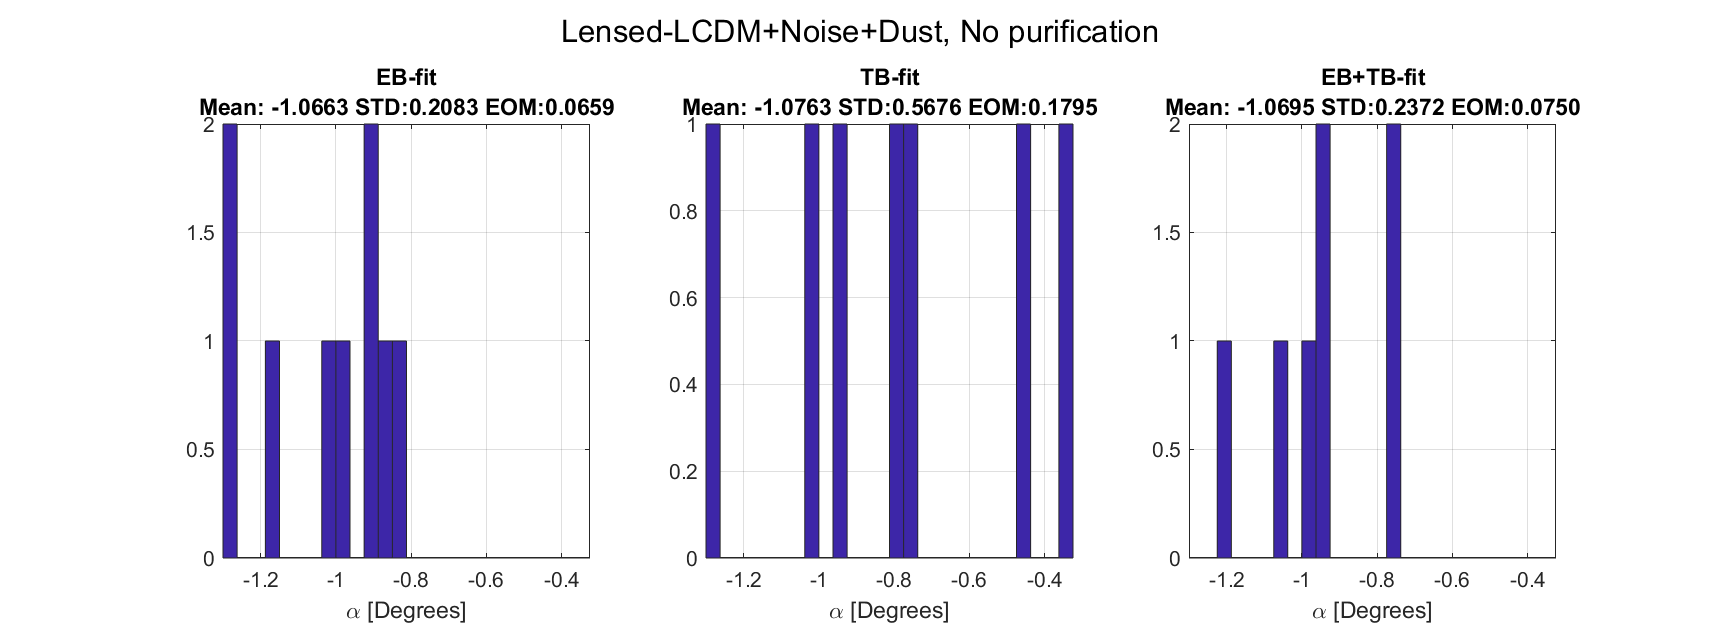 Lensed-LCDM+Noise+Dust, No purification
EB-fit
Mean: -1.0663 STD:0.2083 EOM:0.0659
2
1.5
1
0.5
0
-1.2 -1 -0.8 -0.6 -0.4
α [Degrees]
TB-fit
Mean: -1.0763 STD:0.5676 EOM:0.1795
1
0.8
0.6
0.4
0.2
0
-1.2 -1 -0.8 -0.6 -0.4
α [Degrees]
EB+TB-fit
Mean: -1.0695 STD:0.2372 EOM:0.0750
2
1.5
1
0.5
0
-1.2 -1 -0.8 -0.6 -0.4
α [Degrees]